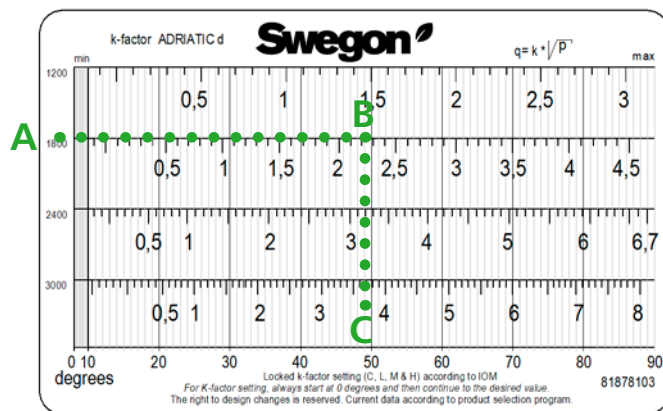 k-factor ADRIATIC d
Swegon
q= k * √p
min
max
1200
0,5 1 1,5 2 2,5 3
A
B
1800
0,5 1 1,5 2 2,5 3 3,5 4 4,5
2400
0,5 1 2 3 4 5 6 6,7
3000
0,5 1 2 3 4 5 6 7 8
C
0 10 20 30 40 50 60 70 80 90
degrees
Locked k-factor setting (C, L, M & H) according to IOM
For K-factor setting, always start at 0 degrees and then continue to the desired value.
The right to design changes is reserved. Current data according to product selection program.
81878103